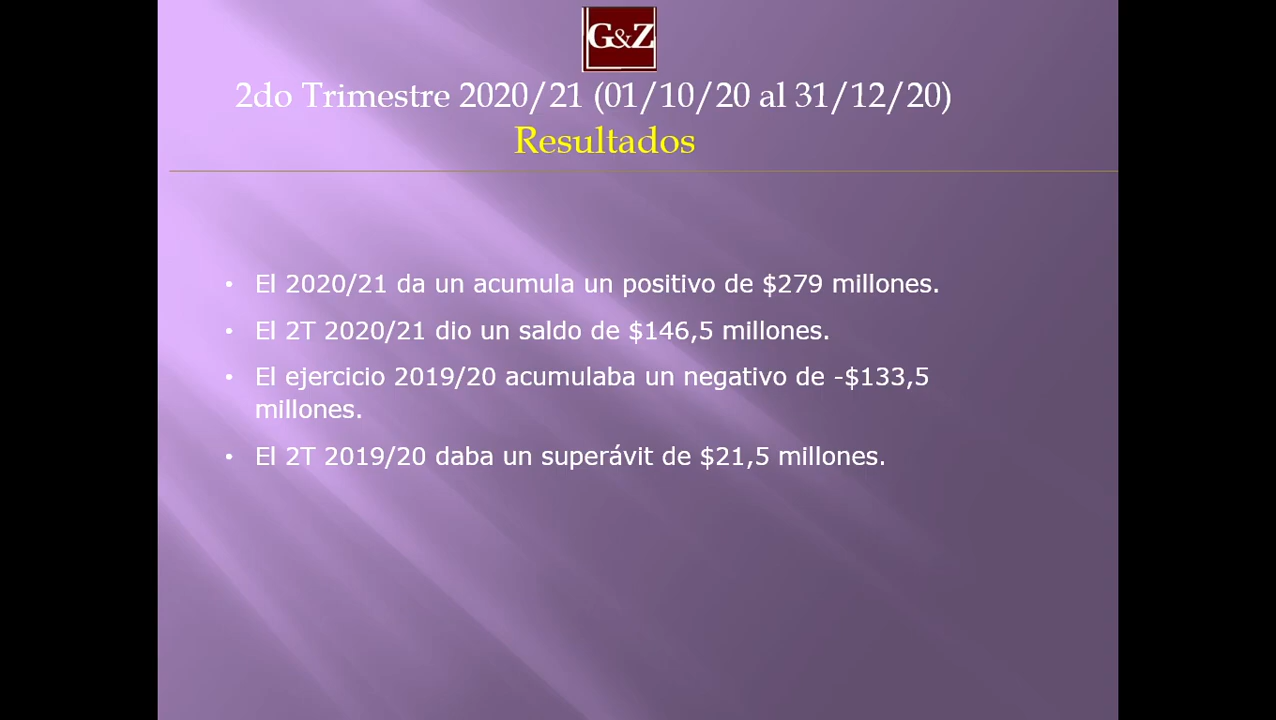 G&Z
2do Trimestre 2020/21 (01/10/20 al 31/12/20)
Resultados
• El 2020/21 da un acumula un positivo de $279 millones.
• El 2T 2020/21 dio un saldo de $146,5 millones.
• El ejercicio 2019/20 acumulaba un negativo de -$133,5
millones.
• El 2T 2019/20 daba un superávit de $21,5 millones.